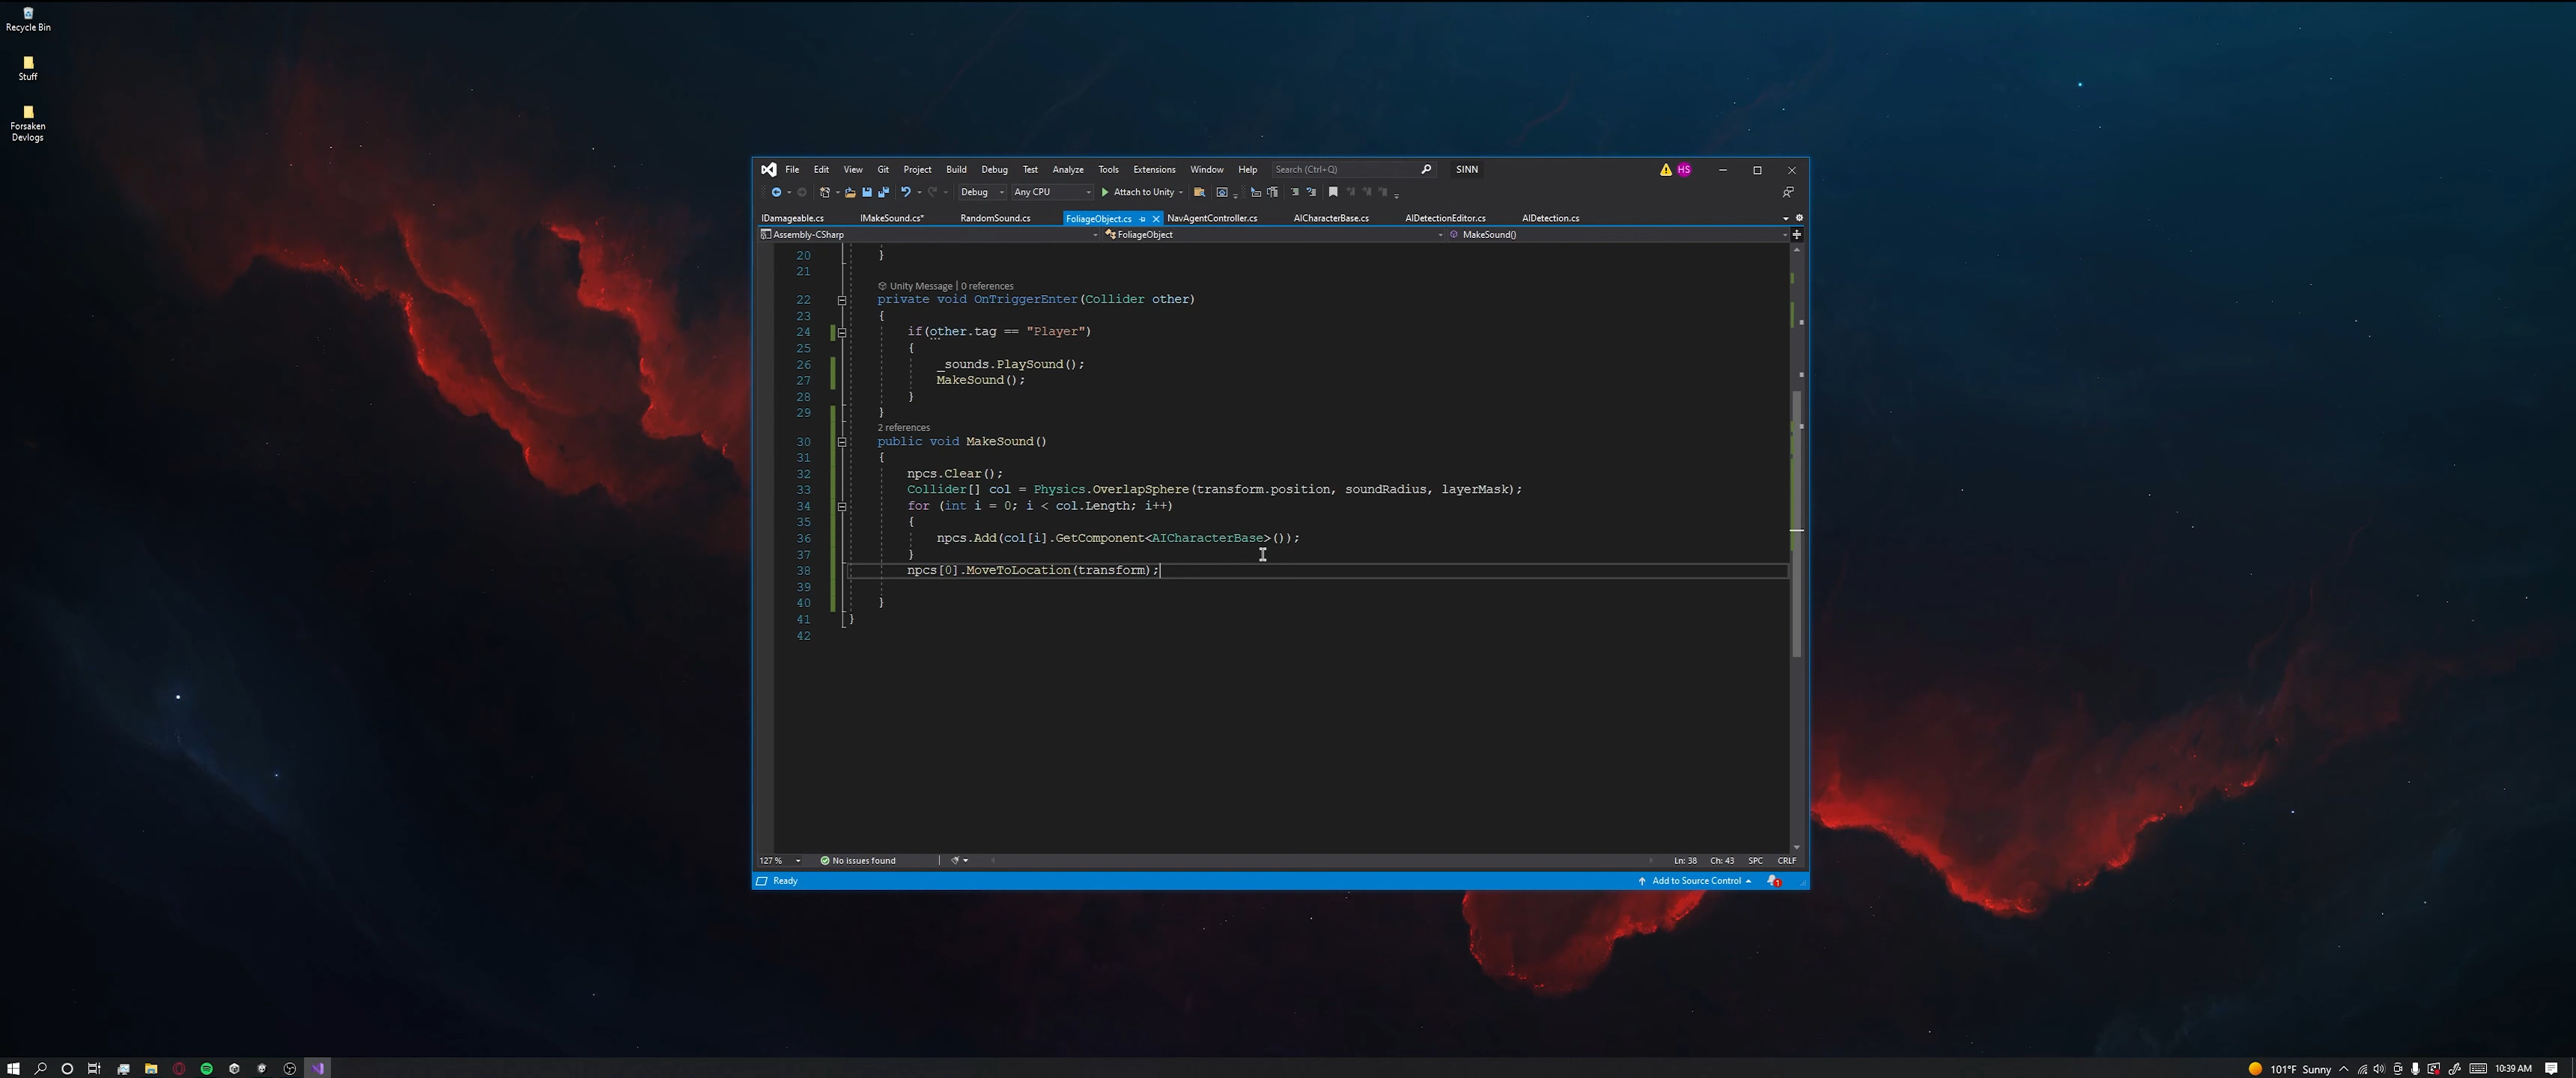 Recycle Bin
Stuff
Forsaken
Devlogs
File Edit View Git Project Build Debug Test Analyze Tools Extensions Window Help Search (Ctrl+Q) SINN HS
Debug Any CPU Attach to Unity
IDamageable.cs IMakeSound.cs* RandomSound.cs FoliageObject.cs NavAgentController.cs AICharacterBase.cs AIDetectionEditor.cs AIDetection.cs
Assembly-CSharp FoliageObject MakeSound()
20 }
21
Unity Message | 0 references
22 private void OnTriggerEnter(Collider other)
23 {
24 if(other.tag == "Player")
25 {
26 _sounds.PlaySound();
27 MakeSound();
28 }
29 }
2 references
30 public void MakeSound()
31 {
32 npcs.Clear();
33 Collider[] col = Physics.OverlapSphere(transform.position, soundRadius, layerMask);
34 for (int i = 0; i < col.Length; i++)
35 {
36 npcs.Add(col[i].GetComponent<AICharacterBase>());
37 }
38 npcs[0].MoveToLocation(transform);
39
40 }
41 }
42
127 % No issues found Ln: 38 Ch: 43 SPC CRLF
Ready Add to Source Control 1
101°F Sunny 10:39 AM